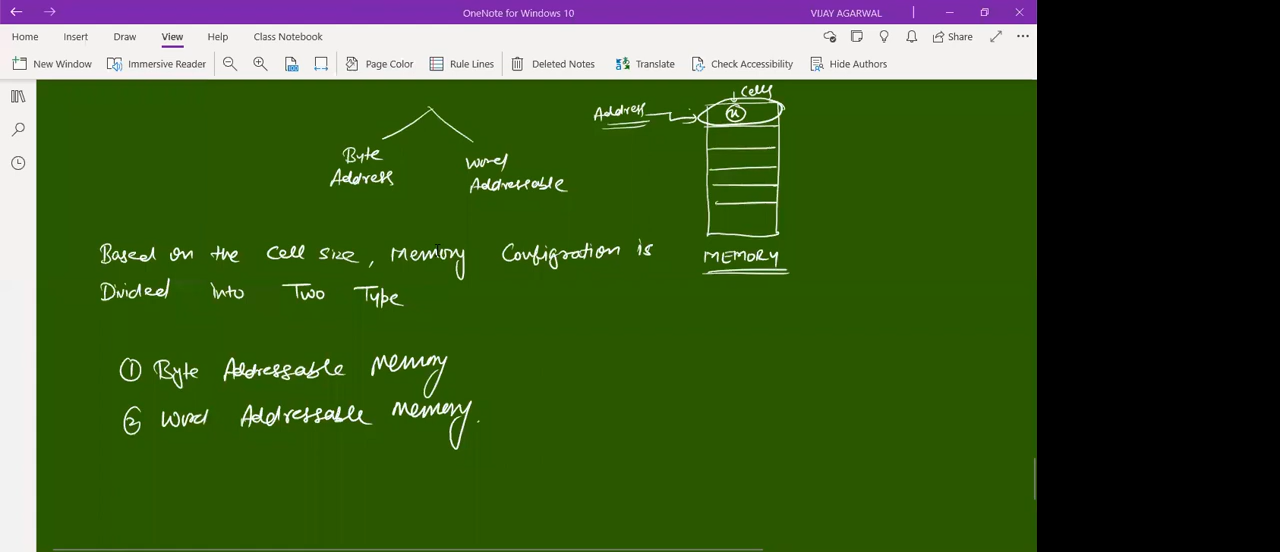 OneNote for Windows 10
VIJAY AGARWAL
Home Insert Draw View Help Class Notebook
Share
New Window Immersive Reader Page Color Rule Lines Deleted Notes Translate Check Accessibility Hide Authors
Cells
Address
Byte
Address
Word
Addressable
Based on the Cell size, Memory Configration is
Divided into Two Type
MEMORY
① Byte Addressable Memory
② Word Addressable Memory.